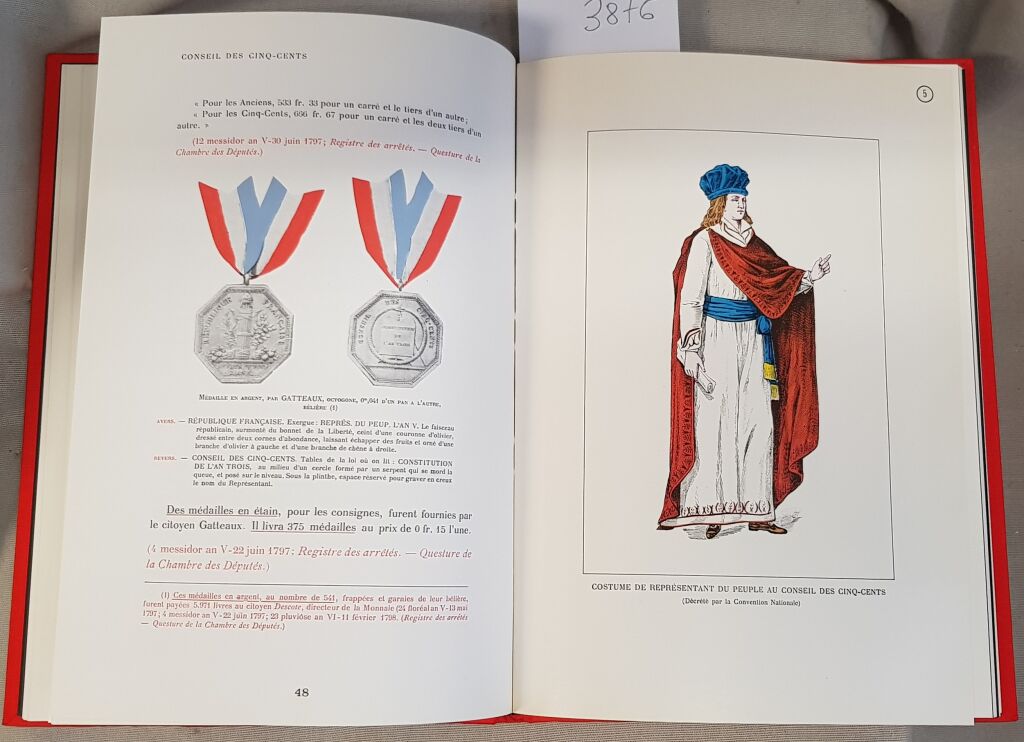 3876
CONSEIL DES CINQ-CENTS
« Pour les Anciens, 533 fr. 33 pour un carré et le tiers d'un autre;
« Pour les Cinq-Cents, 666 fr. 67 pour un carré et les deux tiers d'un
autre. »
(12 messidor an V-30 juin 1797; Registre des arrêtés. — Questure de la
Chambre des Députés.)
RÉPUBLIQUE FRANÇAISE
CONSEIL DES CINQ-CENTS
CONSTITUTION
DE
L'AN TROIS
MÉDAILLE EN ARGENT, PAR GATTEAUX, OCTOGONE, 0m,041 D'UN PAN A L'AUTRE,
BÉLIÈRE (1)
AVERS. — RÉPUBLIQUE FRANÇAISE. Exergue: REPRÉS. DU PEUP. L'AN V. Le faisceau
républicain, surmonté du bonnet de la Liberté, ceint d'une couronne d'olivier,
dressé entre deux cornes d'abondance, laissant échapper des fruits et orné d'une
branche d'olivier à gauche et d'une branche de chêne à droite.
REVERS. — CONSEIL DES CINQ-CENTS. Tables de la loi où on lit : CONSTITUTION
DE L'AN TROIS, au milieu d'un cercle formé par un serpent qui se mord la
queue, et posé sur le niveau. Sous la plinthe, espace réservé pour graver en creux
le nom du Représentant.
Des médailles en étain, pour les consignes, furent fournies par
le citoyen Gatteaux. Il livra 375 médailles au prix de 0 fr. 15 l'une.
(4 messidor an V-22 juin 1797; Registre des arrêtés. — Questure de
la Chambre des Députés.)
(1) Ces médailles en argent, au nombre de 541, frappées et garnies de leur bélière,
furent payées 5.971 livres au citoyen Descote, directeur de la Monnaie (24 floréal an V-13 mai
1797; 4 messidor an V-22 juin 1797; 23 pluviôse an VI-11 février 1798. (Registre des arrêtés
— Questure de la Chambre des Députés.)
48
5
COSTUME DE REPRÉSENTANT DU PEUPLE AU CONSEIL DES CINQ-CENTS
(Décrété par la Convention Nationale)